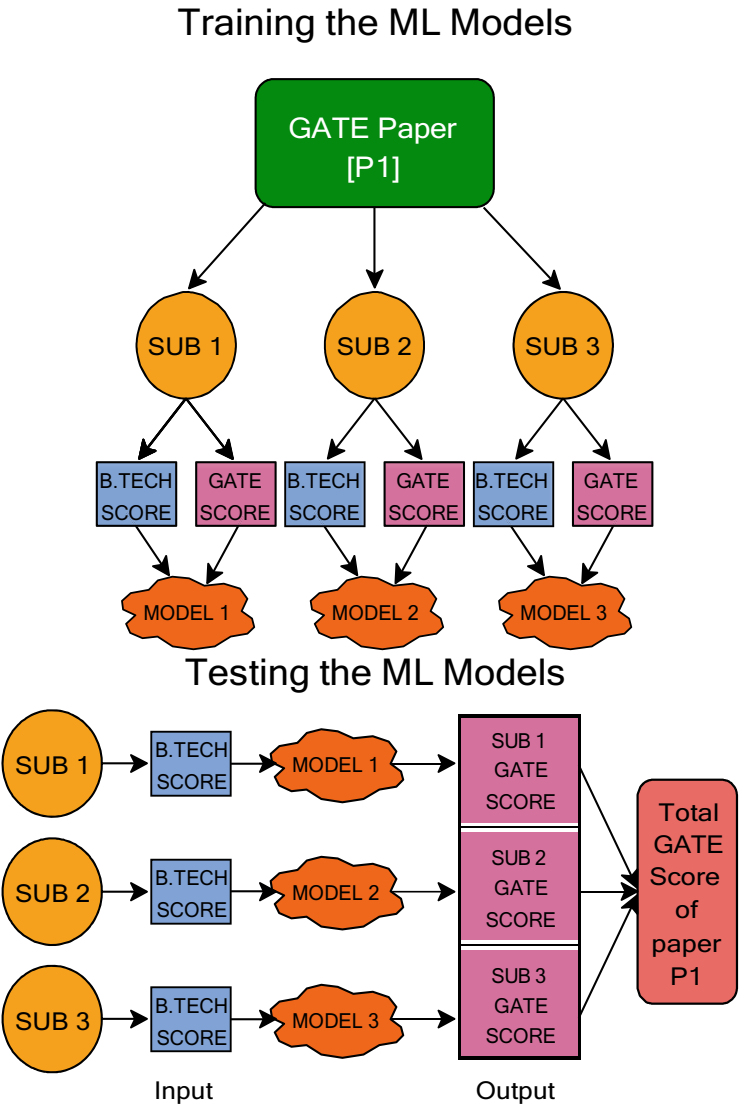 Training the ML Models
GATE Paper
[P1]
SUB 1
SUB 2
SUB 3
B.TECH
SCORE
GATE
SCORE
B.TECH
SCORE
GATE
SCORE
B.TECH
SCORE
GATE
SCORE
MODEL 1
MODEL 2
MODEL 3
Testing the ML Models
SUB 1
B.TECH
SCORE
MODEL 1
SUB 1
GATE
SCORE
SUB 2
B.TECH
SCORE
MODEL 2
SUB 2
GATE
SCORE
SUB 3
B.TECH
SCORE
MODEL 3
SUB 3
GATE
SCORE
Total
GATE
Score
of
paper
P1
Input
Output